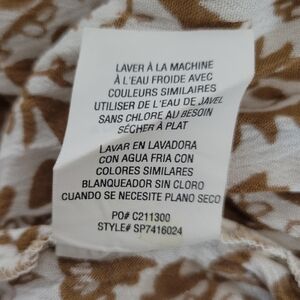 LAVER À LA MACHINE
À L'EAU FROIDE AVEC
COULEURS SIMILAIRES
UTILISER DE L'EAU DE JAVEL
SANS CHLORE AU BESOIN
SÉCHER À PLAT
LAVAR EN LAVADORA
CON AGUA FRIA CON
COLORES SIMILARES
BLANQUEADOR SIN CLORO
CUANDO SE NECESITE PLANO SECO
PO# C211300
STYLE# SP7416024